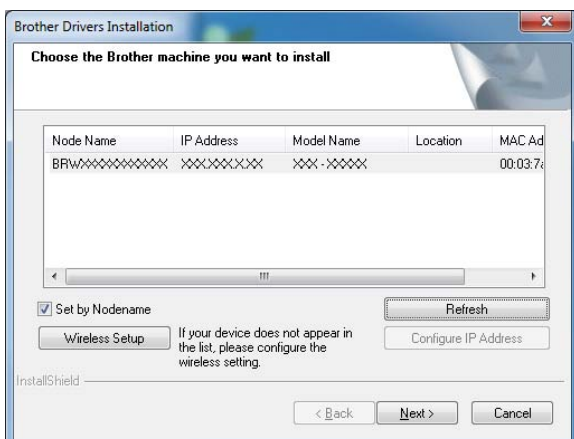 Brother Drivers Installation
Choose the Brother machine you want to install
Node Name IP Address Model Name Location MAC Ad
BRWXXXXXXXXXXXX XXX.XXX.X.XX XXX - XXXXX 00:03:7a
Set by Nodename
Refresh
Wireless Setup
If your device does not appear in
the list, please configure the
wireless setting.
Configure IP Address
InstallShield
< Back Next > Cancel